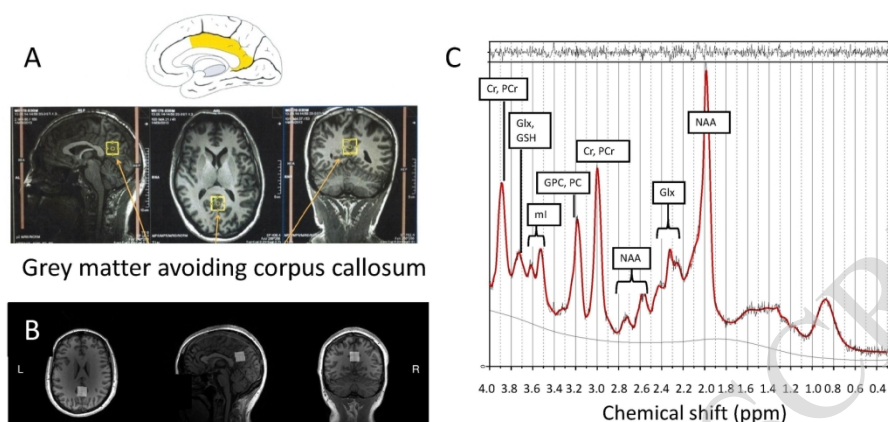 A
Grey matter avoiding corpus callosum
B
L
R
C
Cr, PCr
Glx,
GSH
mI
GPC, PC
Cr, PCr
NAA
Glx
NAA
4.0 3.8 3.6 3.4 3.2 3.0 2.8 2.6 2.4 2.2 2.0 1.8 1.6 1.4 1.2 1.0 0.8 0.6 0.4
Chemical shift (ppm)